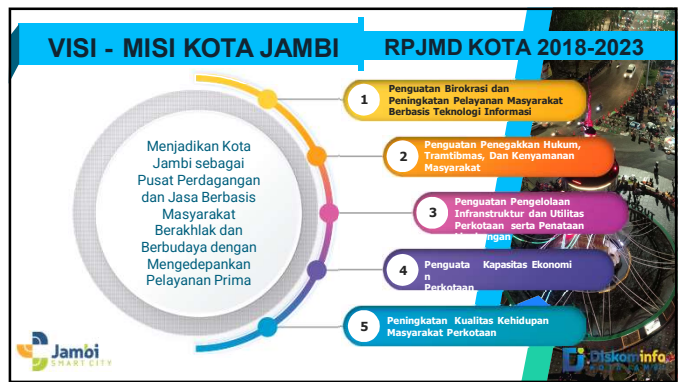 VISI - MISI KOTA JAMBI
RPJMD KOTA 2018-2023
Menjadikan Kota
Jambi sebagai
Pusat Perdagangan
dan Jasa Berbasis
Masyarakat
Berakhlak dan
Berbudaya dengan
Mengedepankan
Pelayanan Prima
1
Penguatan Birokrasi dan
Peningkatan Pelayanan Masyarakat
Berbasis Teknologi Informasi
2
Penguatan Penegakkan Hukum,
Tramtibmas, Dan Kenyamanan
Masyarakat
3
Penguatan Pengelolaan
Infranstruktur dan Utilitas
Perkotaan serta Penataan
4
Penguata Kapasitas Ekonomi
n
Perkotaan
5
Peningkatan Kualitas Kehidupan
Masyarakat Perkotaan
Jambi
SMART CITY
Diskominfo
KOTA JAMBI